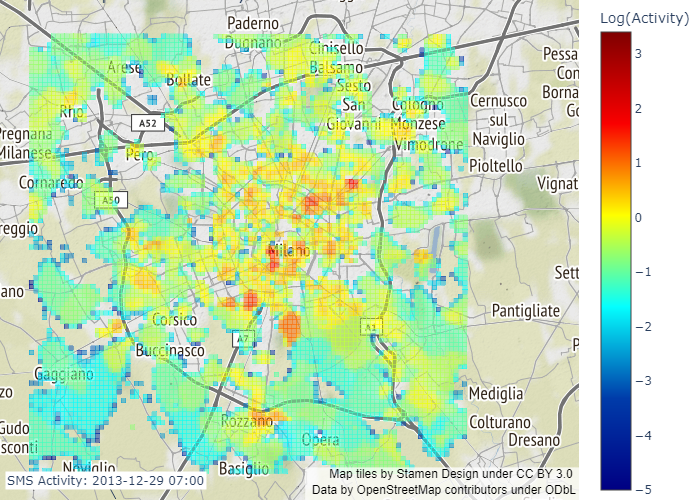 Log(Activity)
Paderno
Dugnano
Cinisello
Balsamo
Arese
Bollate
Sesto
San
Giovanni
Cologno
Monzese
Vimodrone
Cernusco
sul
Naviglio
Pessa
Con
Borna
Go
Rho
A52
Pregnana
Milanese
Pero
Pioltello
Cornaredo
A50
Vignat
reggio
Milano
Sett
ano
Pantigliate
Corsico
A7
A1
Buccinasco
P
Gaggiano
zo
Mediglia
Rozzano
Colturano
Gudo
sconti
Opera
Dresano
Noviglio
Basiglio
SMS Activity: 2013-12-29 07:00
Map tiles by Stamen Design under CC BY 3.0
Data by OpenStreetMap contributors under ODbL
3
2
1
0
−1
−2
−3
−4
−5